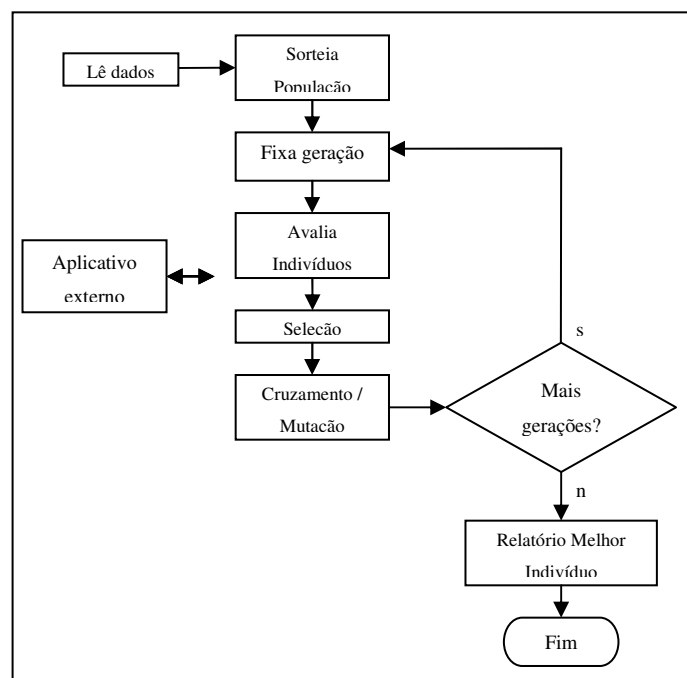 Lê dados
Sorteia
População
Fixa geração
Avalia
Indivíduos
Aplicativo
externo
Seleção
Cruzamento /
Mutação
Mais
gerações?
s
n
Relatório Melhor
Indivíduo
Fim